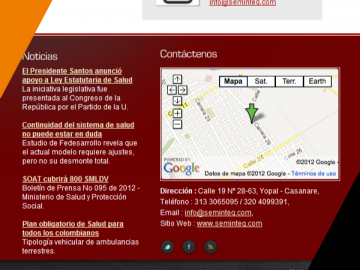 info@seminteq.com
Noticias
El Presidente Santos anunció
apoyo a Ley Estatutaria de Salud
La iniciativa legislativa fue
presentada al Congreso de la
República por el Partido de la U.
Continuidad del sistema de salud
no puede estar en duda
Estudio de Fedesarrollo revela que
el actual modelo requiere ajustes,
pero no su desmonte total.
SOAT cubrirá 800 SMLDV
Boletín de Prensa No 095 de 2012 -
Ministerio de Salud y Protección
Social.
Plan obligatorio de Salud para
todos los colombianos
Tipología vehicular de ambulancias
terrestres.
Contáctenos
Mapa
Sat.
Terr.
Earth
Carrera 29
Calle 24
Calle 26
POWERED BY
Google
©2012 Google
Datos de mapa ©2012 Google - Términos de uso
Dirección : Calle 19 Nº 28-63, Yopal - Casanare,
Teléfono : 313 3065095 / 320 4099391,
Email : info@seminteq.com,
Sitio Web : www.seminteq.com